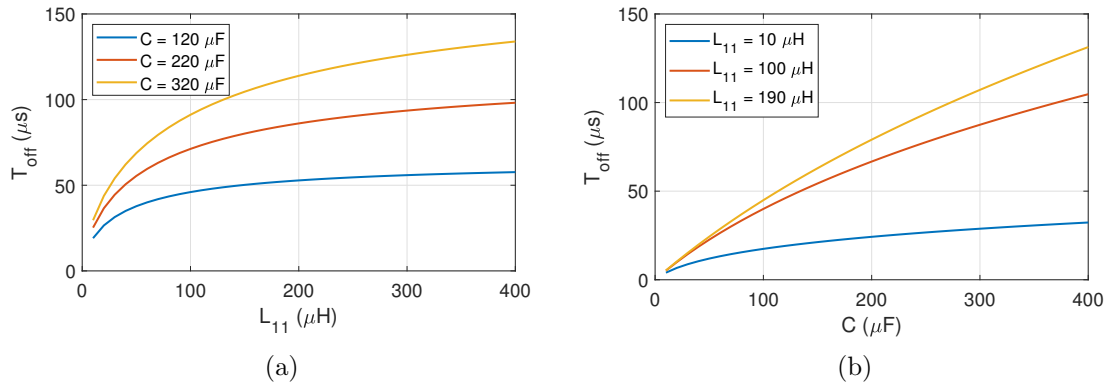 150
100
50
0
T_off (μs)
C = 120 μF
C = 220 μF
C = 320 μF
0 100 200 300 400
L_11 (μH)
(a)
150
100
50
0
T_off (μs)
L_11 = 10 μH
L_11 = 100 μH
L_11 = 190 μH
0 100 200 300 400
C (μF)
(b)